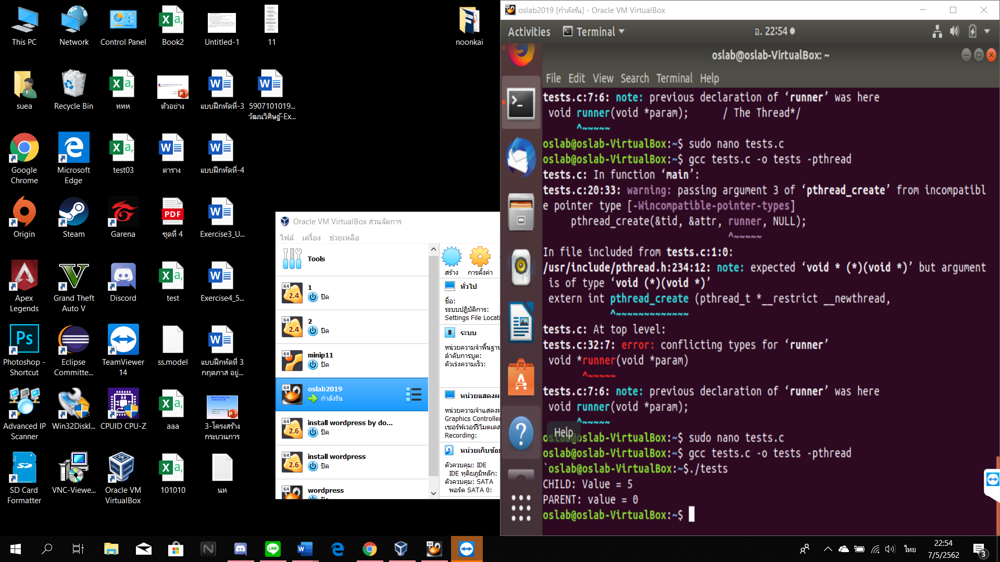 This PC
Network
Control Panel
Book2
Untitled-1
11
noonkai
suea
Recycle Bin
หหห
ตัวอย่าง
แบบฝึกหัดที่-3
5907101019...
วัฒนวิศิษฏ์-Ex...
Google
Chrome
Microsoft
Edge
test03
ตาราง
แบบฝึกหัดที่-4
Origin
Steam
Garena
ชุดที่ 4
Exercise3_U...
Apex
Legends
Grand Theft
Auto V
Discord
test
Exercise4_5...
Photoshop -
Shortcut
Eclipse
Committe...
TeamViewer
14
ss.model
แบบฝึกหัดที่ 3
กฤตภาส อยู่...
Advanced IP
Scanner
Win32DiskI...
CPUID CPU-Z
aaa
3-โครงสร้าง
กระบวนการ
SD Card
Formatter
VNC-Viewe...
Oracle VM
VirtualBox
101010
นห
Oracle VM VirtualBox ส่วนจัดการ
ไฟล์ เครื่อง ช่วยเหลือ
Tools
1
ปิด
2
ปิด
minip11
ปิด
oslab2019
กำลังรัน
install wordpress by do...
ปิด
install wordpress
ปิด
wordpress
สร้าง
การตั้งค่า
ทั่วไป
ชื่อ:
ระบบปฏิบัติการ:
Settings File Locati
ระบบ
หน่วยความจำพื้นฐาน
ลำดับการบูต:
ตัวเร่งความเร็ว:
หน่วยแสดงผ
หน่วยความจำแสดงผ
Graphics Controller
เซอร์ฟเวอร์รีโมตเดส
Recording:
หน่วยเก็บข้อม
ตัวควบคุม: IDE
IDE ทุติยภูมิหลัก:
ตัวควบคุม: SATA
พอร์ต SATA 0:
oslab2019 [กำลังรัน] - Oracle VM VirtualBox
Activities
Terminal
อ. 22:54
oslab@oslab-VirtualBox: ~
File Edit View Search Terminal Help
tests.c:7:6: note: previous declaration of ‘runner’ was here
void runner(void *param); / The Thread*/
^~~~~~
oslab@oslab-VirtualBox:~$ sudo nano tests.c
oslab@oslab-VirtualBox:~$ gcc tests.c -o tests -pthread
tests.c: In function ‘main’:
tests.c:20:33: warning: passing argument 3 of ‘pthread_create’ from incompatibl
e pointer type [-Wincompatible-pointer-types]
pthread_create(&tid, &attr, runner, NULL);
^~~~~~
In file included from tests.c:1:0:
/usr/include/pthread.h:234:12: note: expected ‘void * (*)(void *)’ but argument
is of type ‘void (*)(void *)’
extern int pthread_create (pthread_t *__restrict __newthread,
^~~~~~~~~~~~~~
tests.c: At top level:
tests.c:32:7: error: conflicting types for ‘runner’
void *runner(void *param)
^~~~~~
tests.c:7:6: note: previous declaration of ‘runner’ was here
void runner(void *param);
^~~~~~
Help
oslab@oslab-VirtualBox:~$ sudo nano tests.c
oslab@oslab-VirtualBox:~$ gcc tests.c -o tests -pthread
`oslab@oslab-VirtualBox:~$./tests
CHILD: Value = 5
PARENT: value = 0
oslab@oslab-VirtualBox:~$
ไทย
22:54
7/5/2562
3